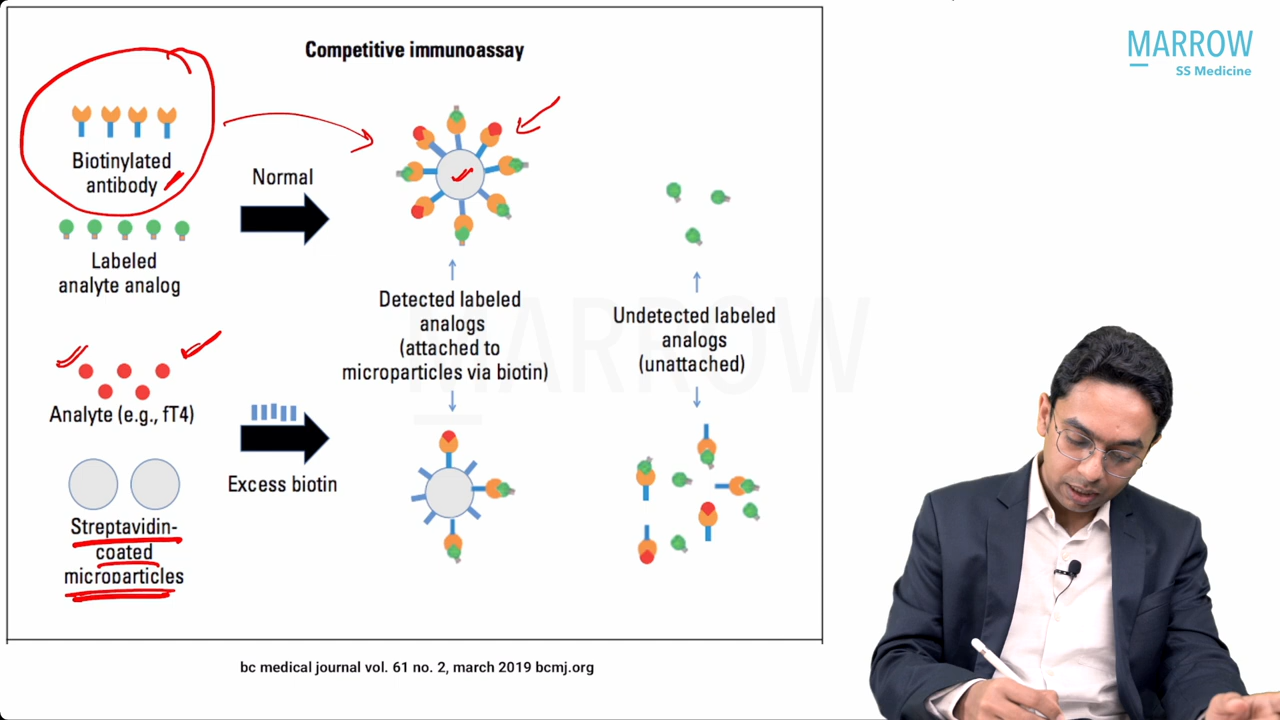 Competitive immunoassay
MARROW
SS Medicine
Biotinylated
antibody
Normal
Labeled
analyte analog
Detected labeled
analogs
(attached to
microparticles via biotin)
Undetected labeled
analogs
(unattached)
MARROW
Analyte (e.g., fT4)
Excess biotin
Streptavidin-
coated
microparticles
bc medical journal vol. 61 no. 2, march 2019 bcmj.org